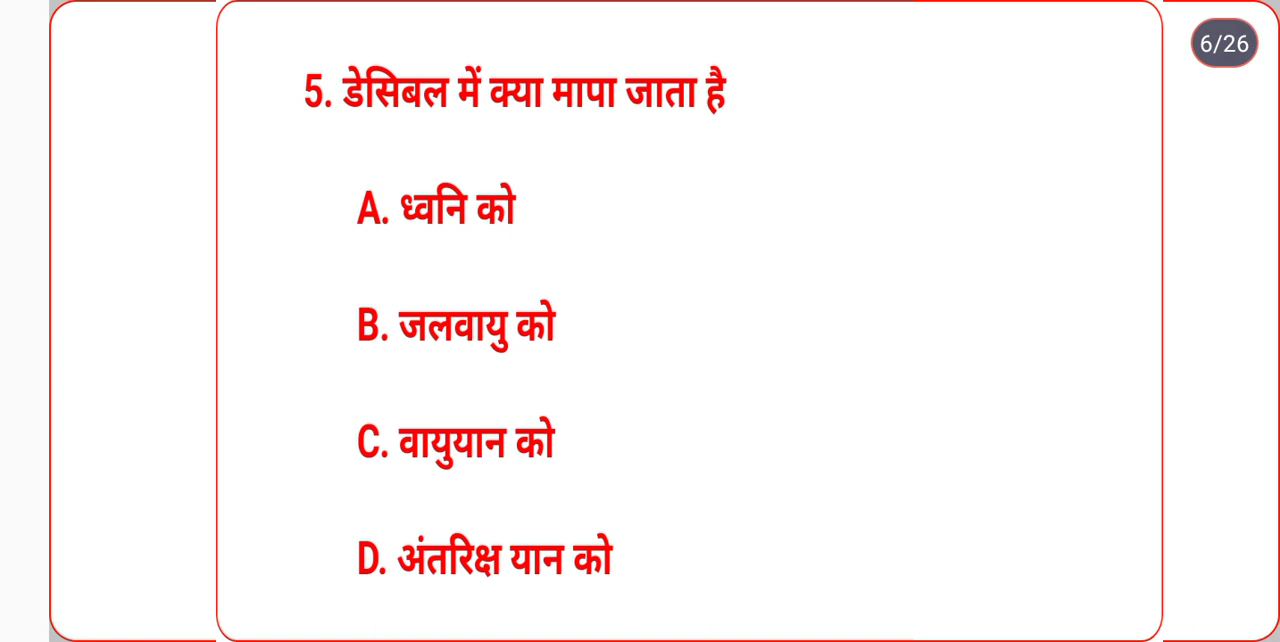 6/26
5. डेसिबल में क्या मापा जाता है
A. ध्वनि को
B. जलवायु को
C. वायुयान को
D. अंतरिक्ष यान को